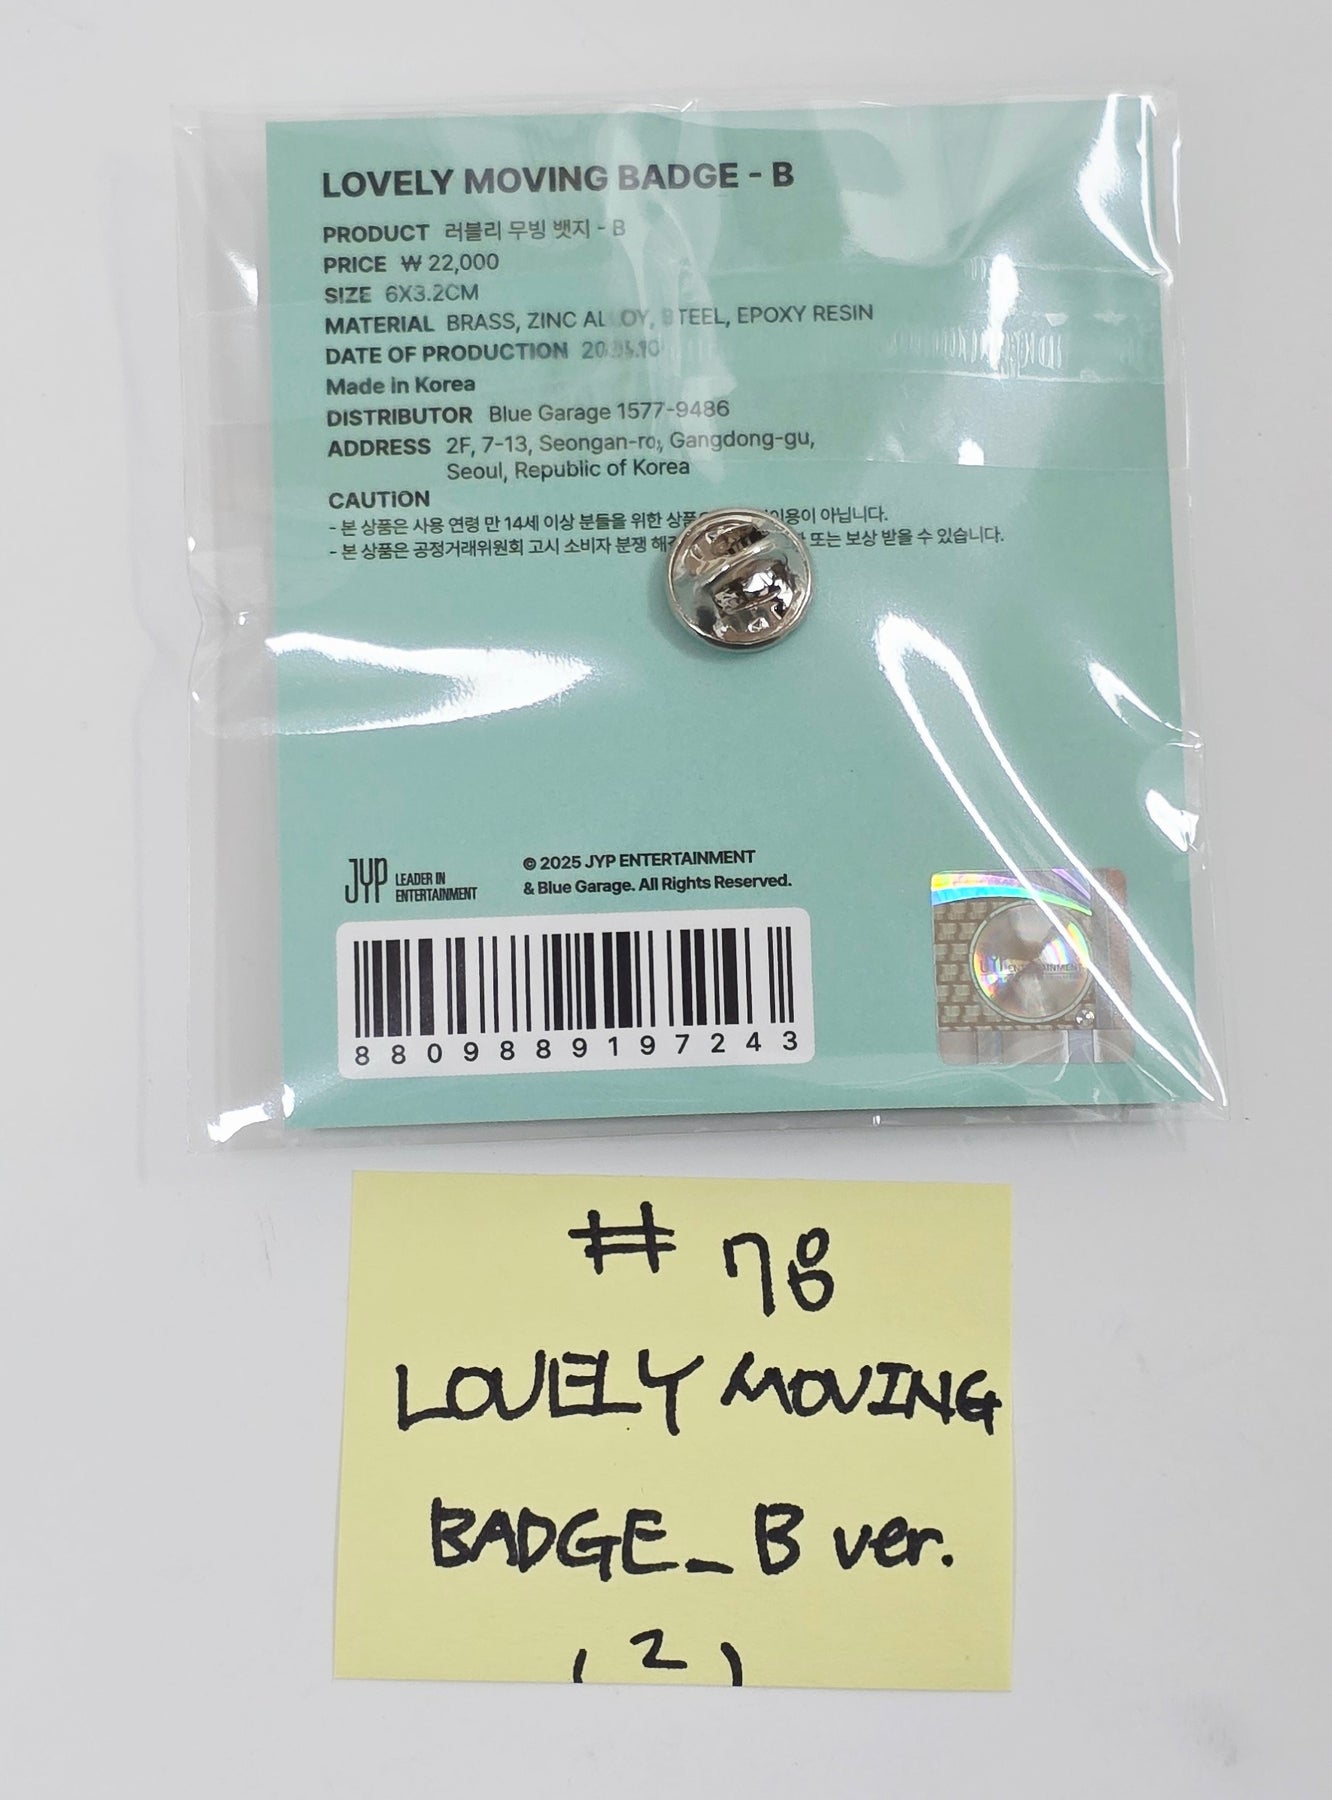 LOVELY MOVING BADGE - B
PRODUCT 러블리 무빙 뱃지 - B
PRICE ₩ 22,000
SIZE 6X3.2CM
MATERIAL BRASS, ZINC ALLOY, STEEL, EPOXY RESIN
DATE OF PRODUCTION
Made in Korea
DISTRIBUTOR Blue Garage 1577-9486
ADDRESS 2F, 7-13, Seongan-ro, Gangdong-gu,
Seoul, Republic of Korea
CAUTION
- 본 상품은 사용 연령 만 14세 이상 분들을 위한 아닙니다.
- 본 상품은 공정거래위원회 고시 소비자 분쟁 또는 보상 받을 수 있습니다.
JYP LEADER IN
ENTERTAINMENT
© 2025 JYP ENTERTAINMENT
& Blue Garage. All Rights Reserved.
8809889197243
JYP ENTERTAINMENT
# 78
LOVELY MOVING
BADGE_B ver.
(2)